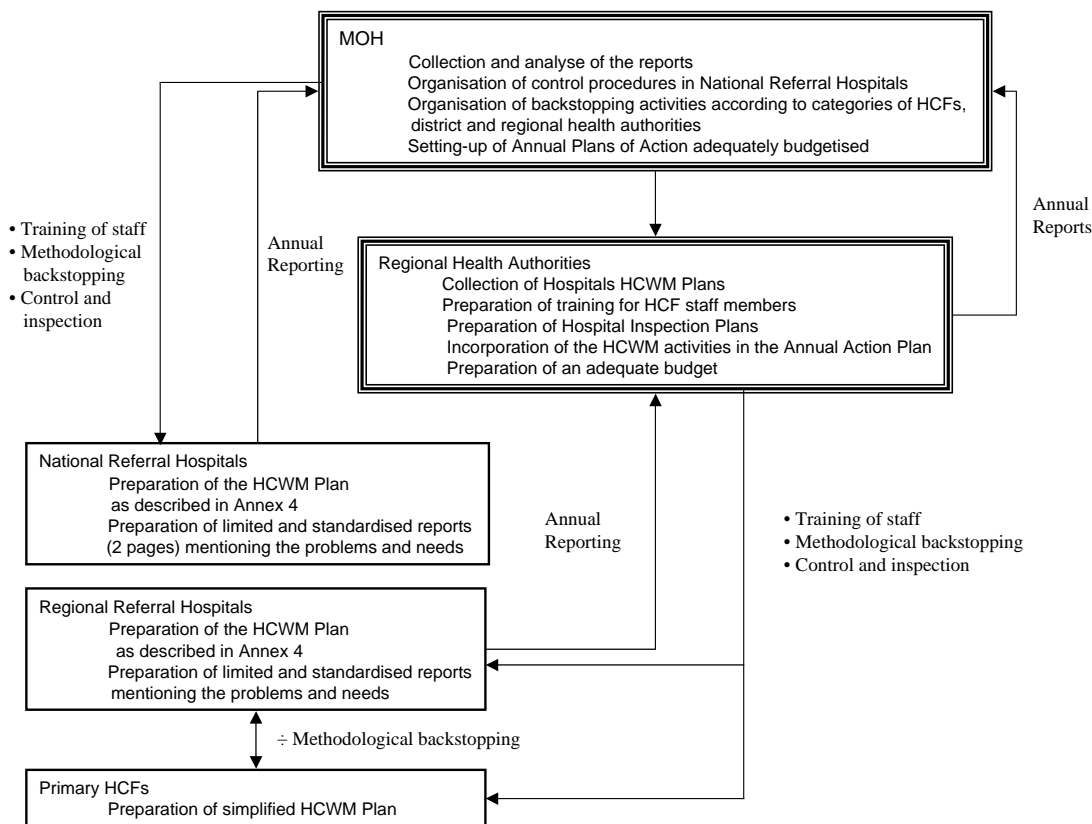 MOH
Collection and analyse of the reports
Organisation of control procedures in National Referral Hospitals
Organisation of backstopping activities according to categories of HCFs,
district and regional health authorities
Setting-up of Annual Plans of Action adequately budgetised
• Training of staff
• Methodological
backstopping
• Control and
inspection
Annual
Reporting
Annual
Reports
Regional Health Authorities
Collection of Hospitals HCWM Plans
Preparation of training for HCF staff members
Preparation of Hospital Inspection Plans
Incorporation of the HCWM activities in the Annual Action Plan
Preparation of an adequate budget
National Referral Hospitals
Preparation of the HCWM Plan
as described in Annex 4
Preparation of limited and standardised reports
(2 pages) mentioning the problems and needs
Annual
Reporting
• Training of staff
• Methodological backstopping
• Control and inspection
Regional Referral Hospitals
Preparation of the HCWM Plan
as described in Annex 4
Preparation of limited and standardised reports
mentioning the problems and needs
÷ Methodological backstopping
Primary HCFs
Preparation of simplified HCWM Plan